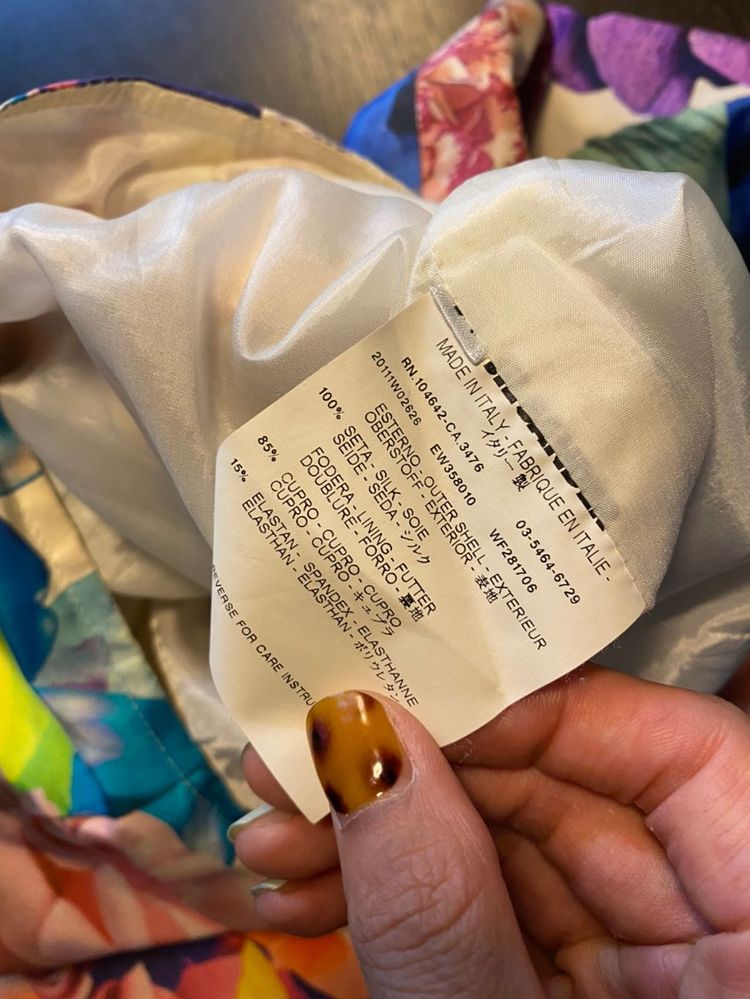 MADE IN ITALY - FABRIQUE EN ITALIE -
イタリー 製
RN.104642-CA.3476 03-5464-6729
20111W02626 EW358010 WF281706
ESTERNO - OUTER SHELL - EXTERIEUR
OBERSTOFF - EXTERIOR - 表地
100% SETA - SILK - SOIE
SEIDE - SEDA - シルク
FODERA - LINING - FUTTER
DOUBLURE - FORRO - 裏地
85% CUPRO - CUPRO - CUPRO
CUPRO - CUPRO - キュプラ
15% ELASTAN - SPANDEX - ELASTHANNE
ELASTHAN - ELASTHAN - ポリウレタン
REVERSE FOR CARE INSTRU